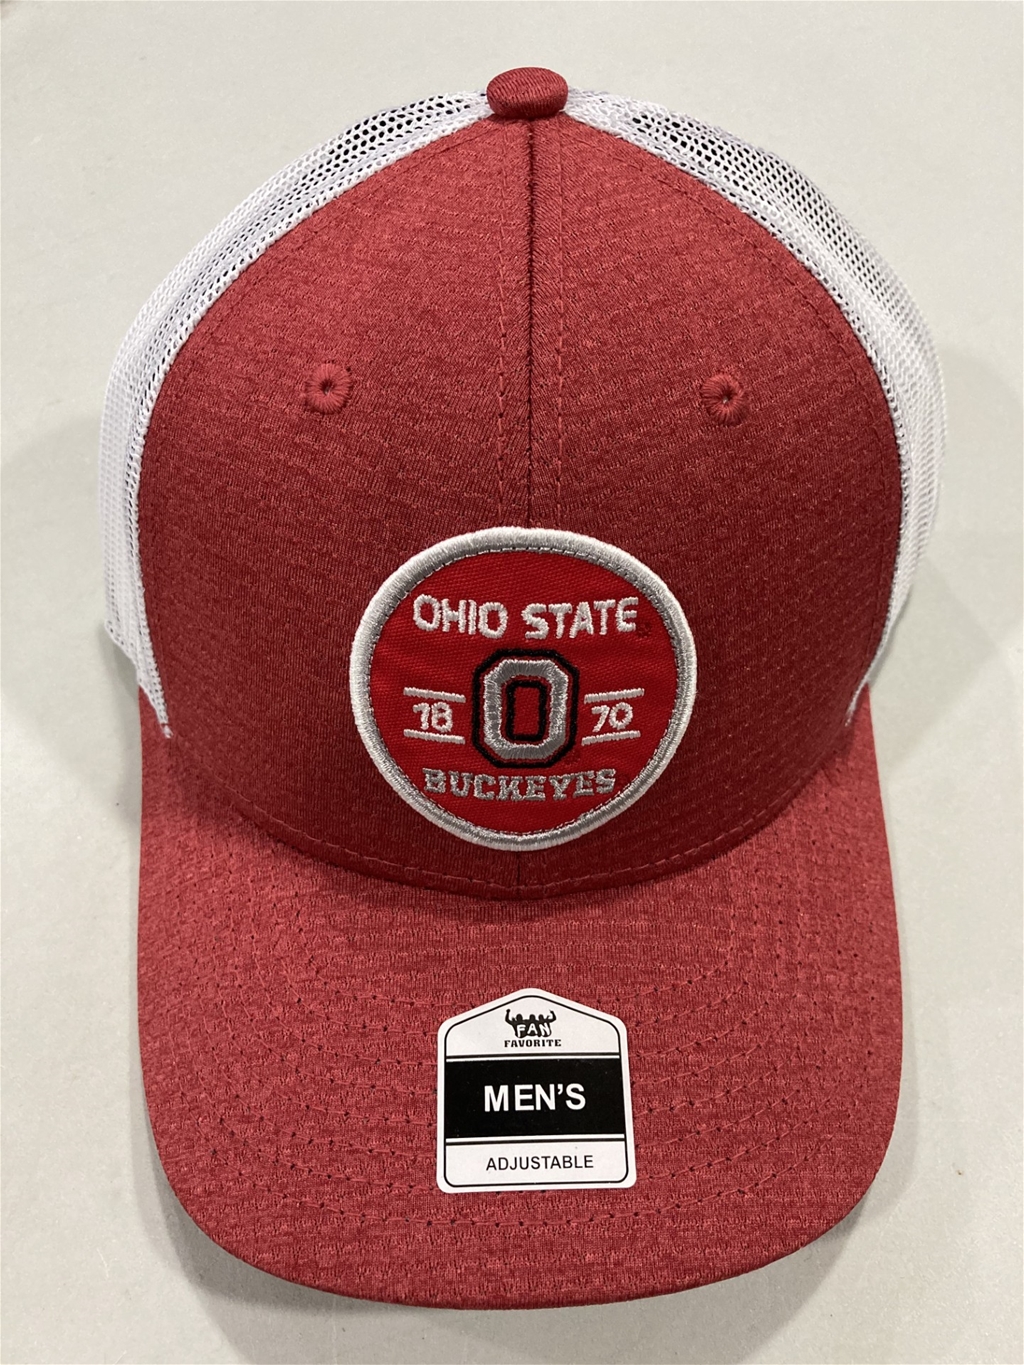 OHIO STATE
18 O 70
BUCKEYES
FAN
FAVORITE
MEN'S
ADJUSTABLE